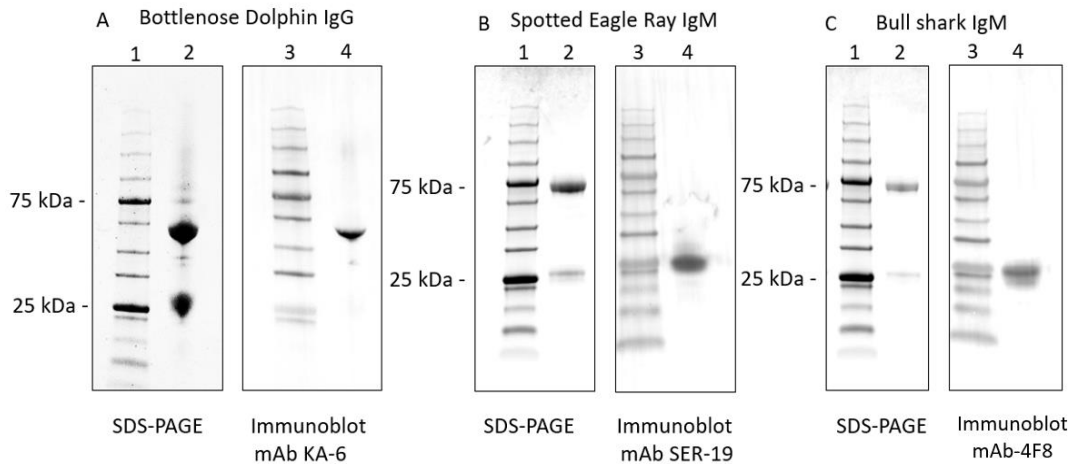 A Bottlenose Dolphin IgG
1 2 3 4
75 kDa -
25 kDa -
SDS-PAGE
Immunoblot
mAb KA-6
B Spotted Eagle Ray IgM
1 2 3 4
75 kDa -
25 kDa -
SDS-PAGE
Immunoblot
mAb SER-19
C Bull shark IgM
1 2 3 4
75 kDa -
25 kDa -
SDS-PAGE
Immunoblot
mAb-4F8